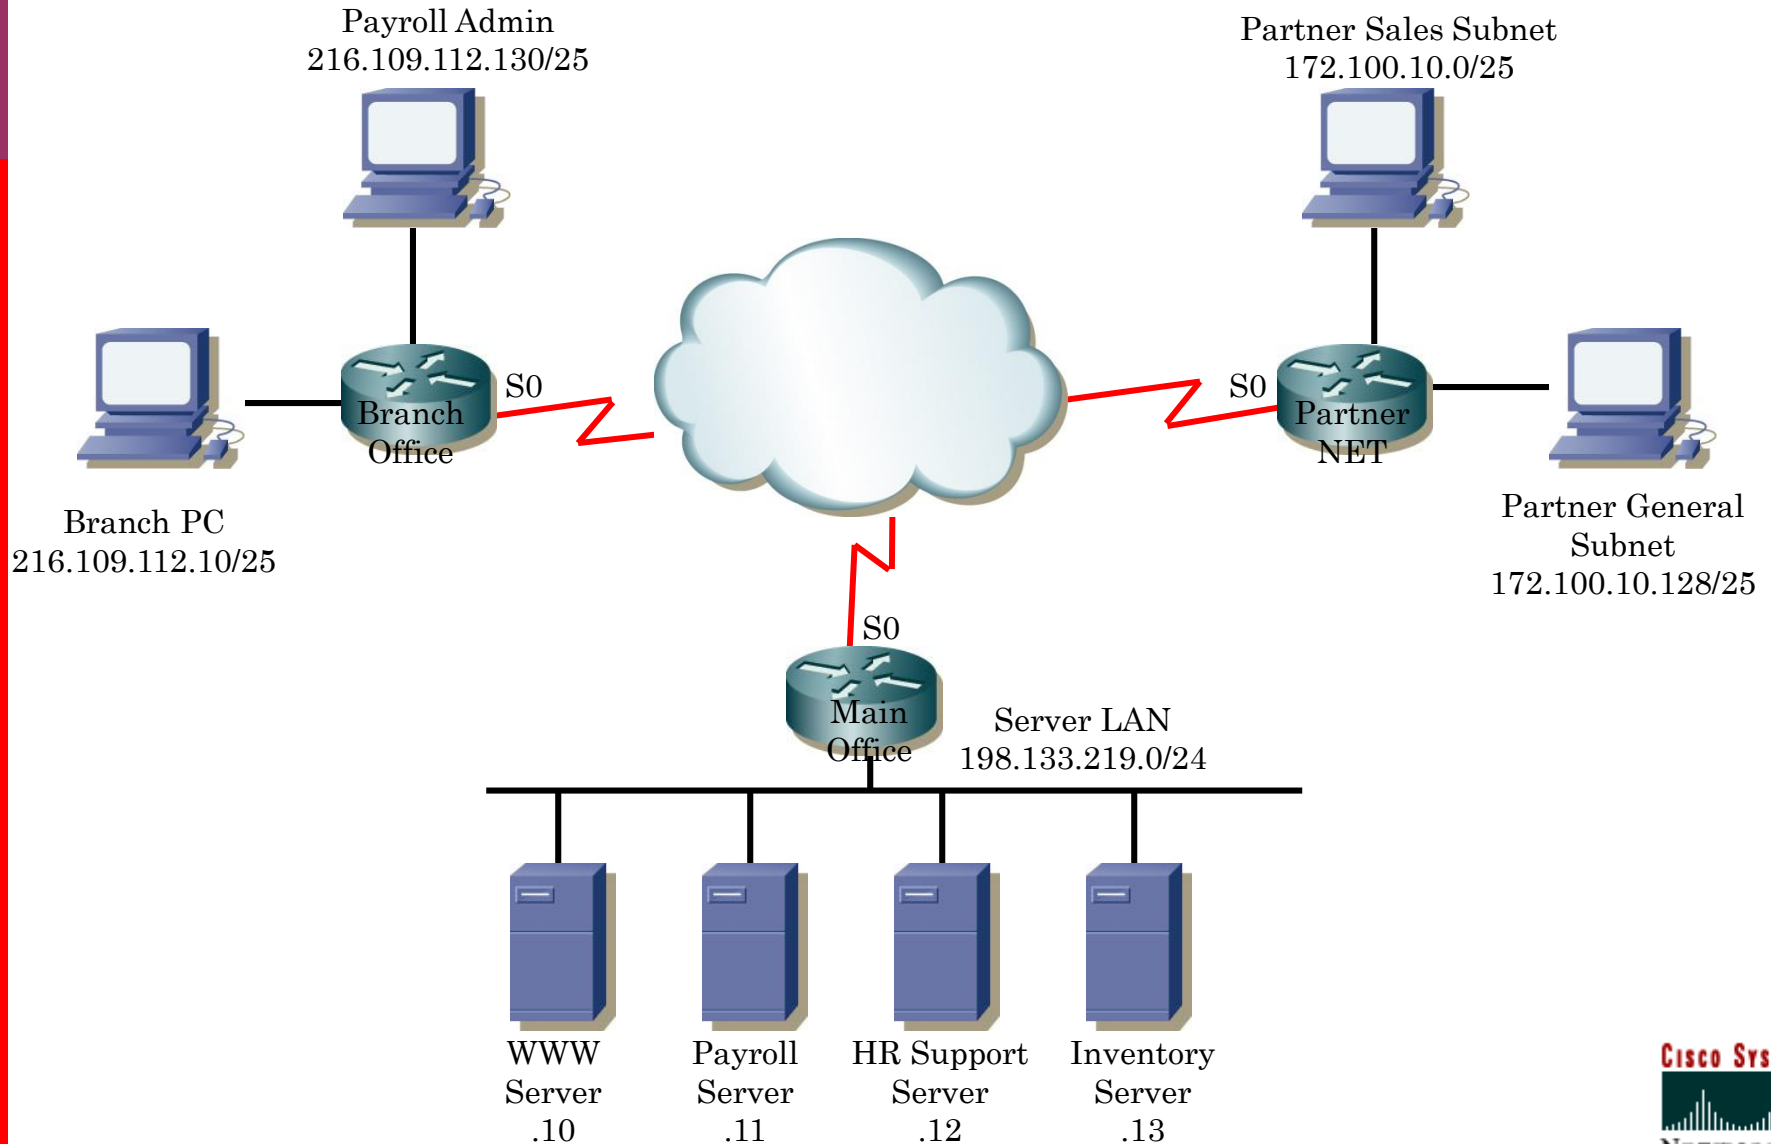 Payroll Admin
216.109.112.130/25
Partner Sales Subnet
172.100.10.0/25
S0
Branch
Office
S0
Partner
NET
Branch PC
216.109.112.10/25
Partner General
Subnet
172.100.10.128/25
S0
Main
Office
Server LAN
198.133.219.0/24
WWW
Server
.10
Payroll
Server
.11
HR Support
Server
.12
Inventory
Server
.13
CISCO SYS